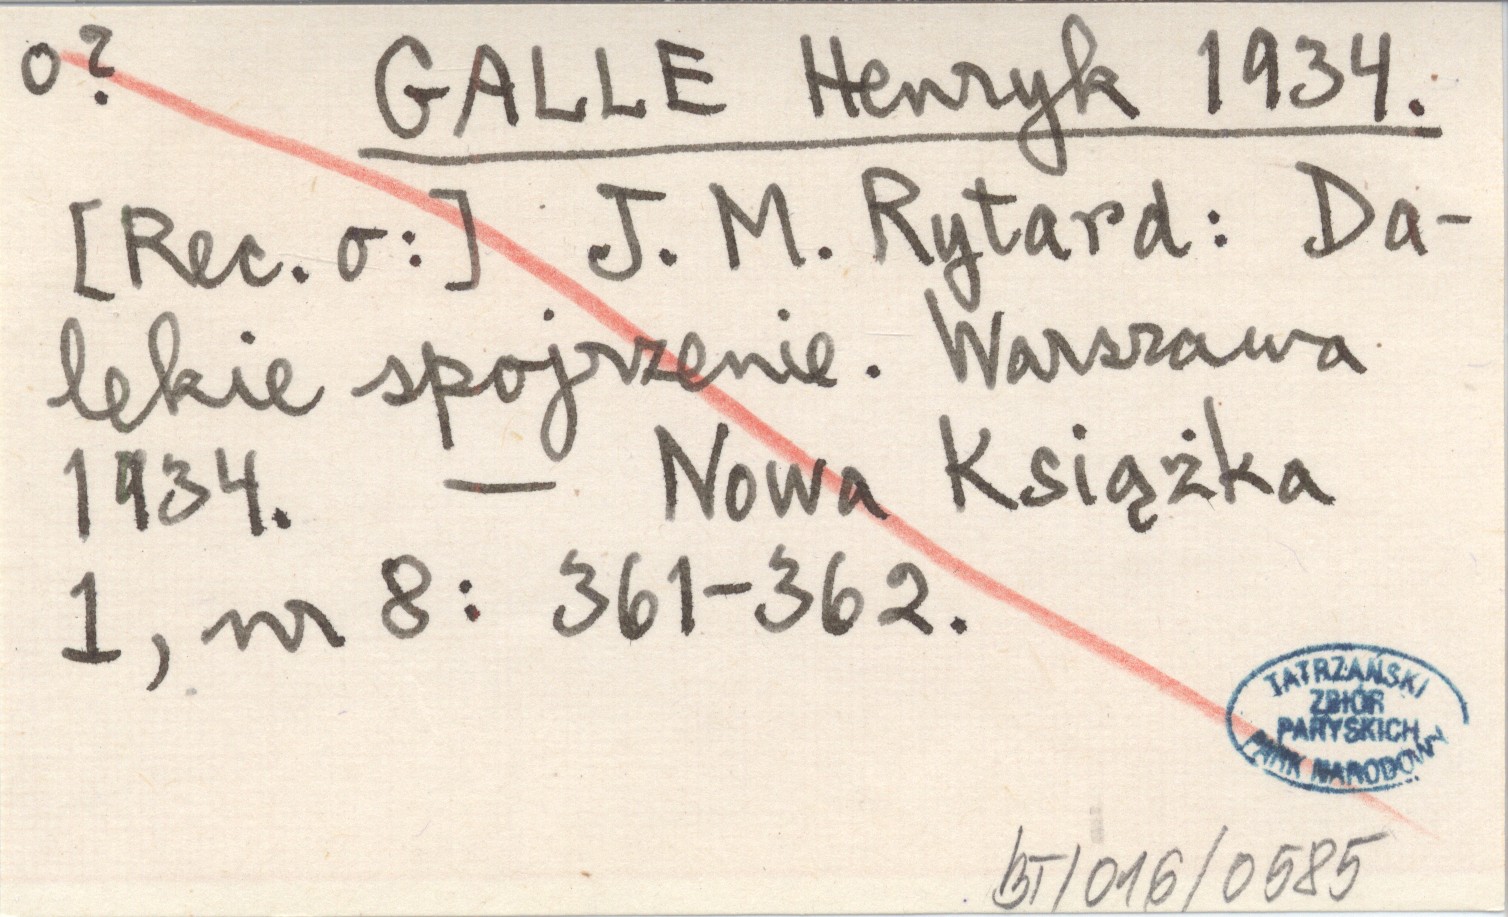 o?
GALLE Henryk 1934.
[Rec. o:] J. M. Rytard: Da-
lekie spojrzenie. Warszawa
1934. — Nowa Książka
1, nr 8: 361-362.
TATRZAŃSKI
ZBIÓR
PARYSKICH
PARK NARODOWY
BT/016/0585